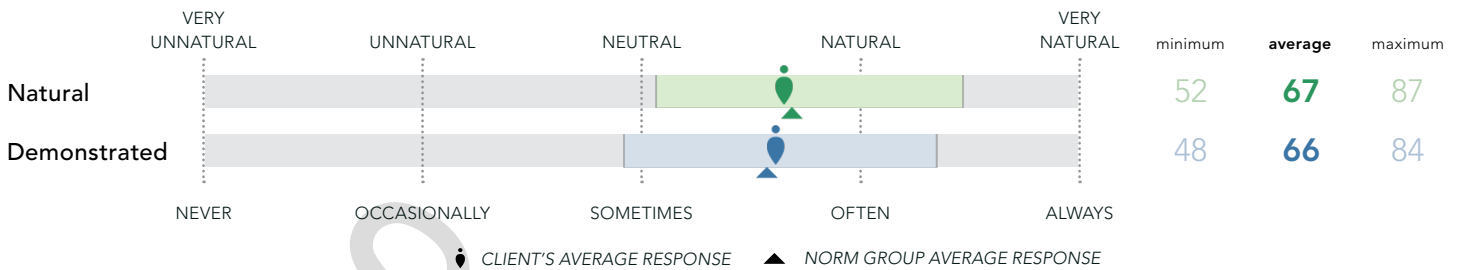 VERY UNNATURAL UNNATURAL NEUTRAL NATURAL VERY NATURAL minimum average maximum
Natural 52 67 87
Demonstrated 48 66 84
NEVER OCCASIONALLY SOMETIMES OFTEN ALWAYS
CLIENT'S AVERAGE RESPONSE NORM GROUP AVERAGE RESPONSE